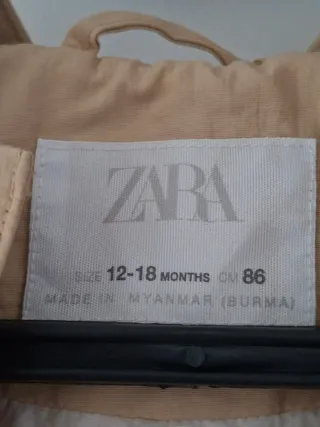 ZARA
SIZE 12-18 MONTHS CM 86
MADE IN MYANMAR (BURMA)